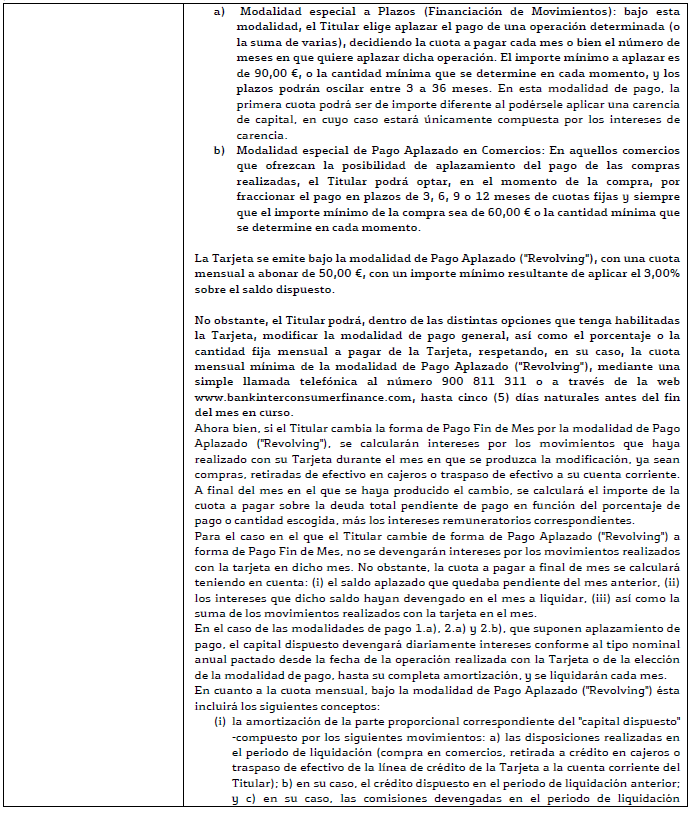 a) Modalidad especial a Plazos (Financiación de Movimientos): bajo esta
modalidad, el Titular elige aplazar el pago de una operación determinada (o
la suma de varias), decidiendo la cuota a pagar cada mes o bien el número de
meses en que quiere aplazar dicha operación. El importe mínimo a aplazar es
de 90,00 €, o la cantidad mínima que se determine en cada momento, y los
plazos podrán oscilar entre 3 a 36 meses. En esta modalidad de pago, la
primera cuota podrá ser de importe diferente al podérsele aplicar una carencia
de capital, en cuyo caso estará únicamente compuesta por los intereses de
carencia.
b) Modalidad especial de Pago Aplazado en Comercios: En aquellos comercios
que ofrezcan la posibilidad de aplazamiento del pago de las compras
realizadas, el Titular podrá optar, en el momento de la compra, por
fraccionar el pago en plazos de 3, 6, 9 o 12 meses de cuotas fijas y siempre
que el importe mínimo de la compra sea de 60,00 € o la cantidad mínima que
se determine en cada momento.
La Tarjeta se emite bajo la modalidad de Pago Aplazado ("Revolving"), con una cuota
mensual a abonar de 50,00 €, con un importe mínimo resultante de aplicar el 3,00%
sobre el saldo dispuesto.
No obstante, el Titular podrá, dentro de las distintas opciones que tenga habilitadas
la Tarjeta, modificar la modalidad de pago general, así como el porcentaje o la
cantidad fija mensual a pagar de la Tarjeta, respetando, en su caso, la cuota
mensual mínima de la modalidad de Pago Aplazado ("Revolving"), mediante una
simple llamada telefónica al número 900 811 311 o a través de la web
www.bankinterconsumerfinance.com, hasta cinco (5) días naturales antes del fin
del mes en curso.
Ahora bien, si el Titular cambia la forma de Pago Fin de Mes por la modalidad de Pago
Aplazado ("Revolving"), se calcularán intereses por los movimientos que haya
realizado con su Tarjeta durante el mes en que se produzca la modificación, ya sean
compras, retiradas de efectivo en cajeros o traspaso de efectivo a su cuenta corriente.
A final del mes en el que se haya producido el cambio, se calculará el importe de la
cuota a pagar sobre la deuda total pendiente de pago en función del porcentaje de
pago o cantidad escogida, más los intereses remuneratorios correspondientes.
Para el caso en el que el Titular cambie de forma de Pago Aplazado ("Revolving") a
forma de Pago Fin de Mes, no se devengarán intereses por los movimientos realizados
con la tarjeta en dicho mes. No obstante, la cuota a pagar a final de mes se calculará
teniendo en cuenta: (i) el saldo aplazado que quedaba pendiente del mes anterior, (ii)
los intereses que dicho saldo hayan devengado en el mes a liquidar, (iii) así como la
suma de los movimientos realizados con la tarjeta en el mes.
En el caso de las modalidades de pago 1.a), 2.a) y 2.b), que suponen aplazamiento de
pago, el capital dispuesto devengará diariamente intereses conforme al tipo nominal
anual pactado desde la fecha de la operación realizada con la Tarjeta o de la elección
de la modalidad de pago, hasta su completa amortización, y se liquidarán cada mes.
En cuanto a la cuota mensual, bajo la modalidad de Pago Aplazado ("Revolving") ésta
incluirá los siguientes conceptos:
(i) la amortización de la parte proporcional correspondiente del "capital dispuesto"
-compuesto por los siguientes movimientos: a) las disposiciones realizadas en
el periodo de liquidación (compra en comercios, retirada a crédito en cajeros o
traspaso de efectivo de la línea de crédito de la Tarjeta a la cuenta corriente del
Titular); b) en su caso, el crédito dispuesto en el periodo de liquidación anterior;
y c) en su caso, las comisiones devengadas en el periodo de liquidación